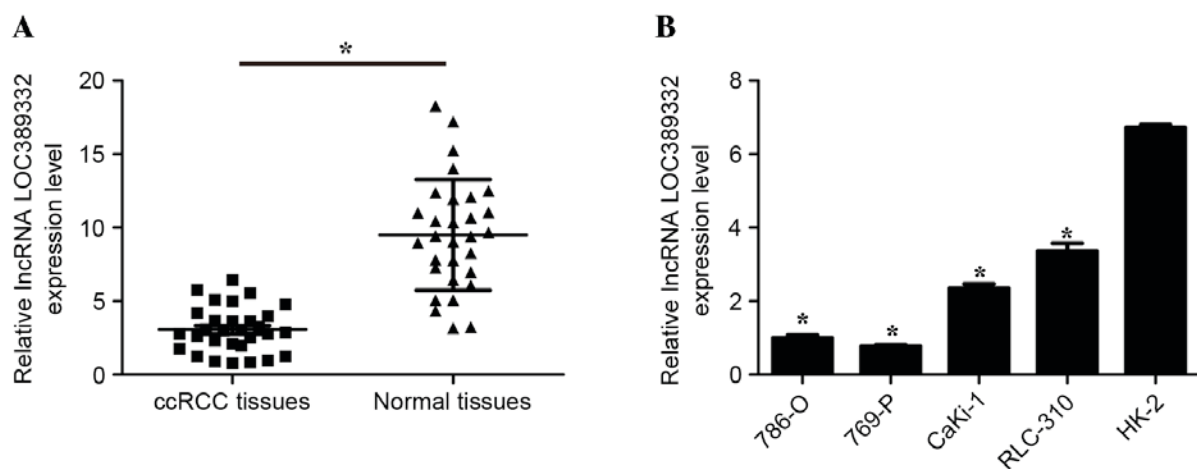 A
*
Relative lncRNA LOC389332
expression level
20
15
10
5
0
ccRCC tissues
Normal tissues
B
Relative lncRNA LOC389332
expression level
8
6
4
2
0
*
*
*
*
786-O
769-P
CaKi-1
RLC-310
HK-2